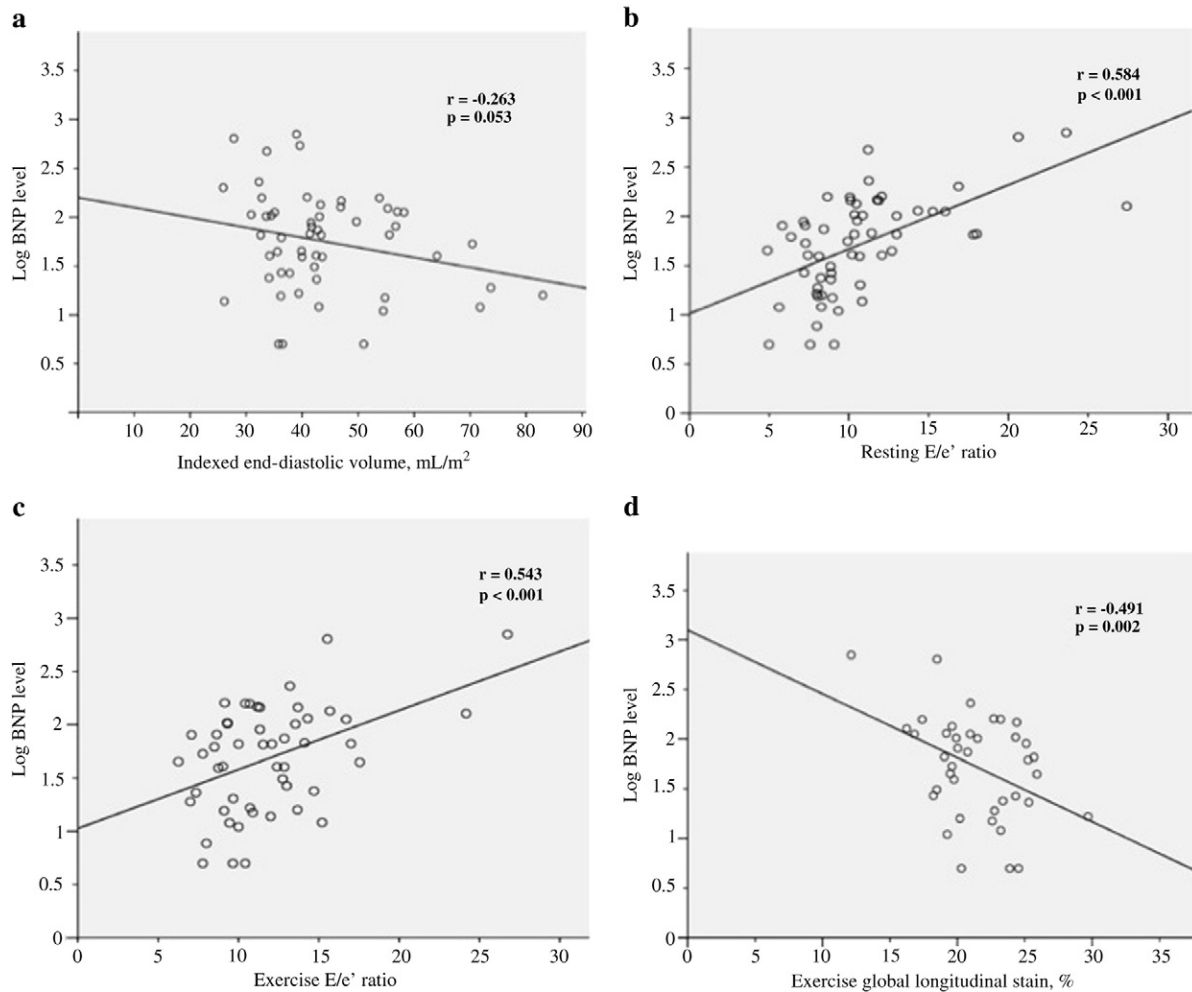 a
3.5
3
2.5
2
1.5
1
0.5
Log BNP level
r = -0.263
p = 0.053
10 20 30 40 50 60 70 80 90
Indexed end-diastolic volume, mL/m²
b
3.5
3
2.5
2
1.5
1
0.5
0
Log BNP level
r = 0.584
p < 0.001
0 5 10 15 20 25 30
Resting E/e' ratio
c
3.5
3
2.5
2
1.5
1
0.5
0
Log BNP level
r = 0.543
p < 0.001
0 5 10 15 20 25 30
Exercise E/e' ratio
d
3.5
3
2.5
2
1.5
1
0.5
0
Log BNP level
r = -0.491
p = 0.002
0 10 15 20 25 30 35
Exercise global longitudinal stain, %